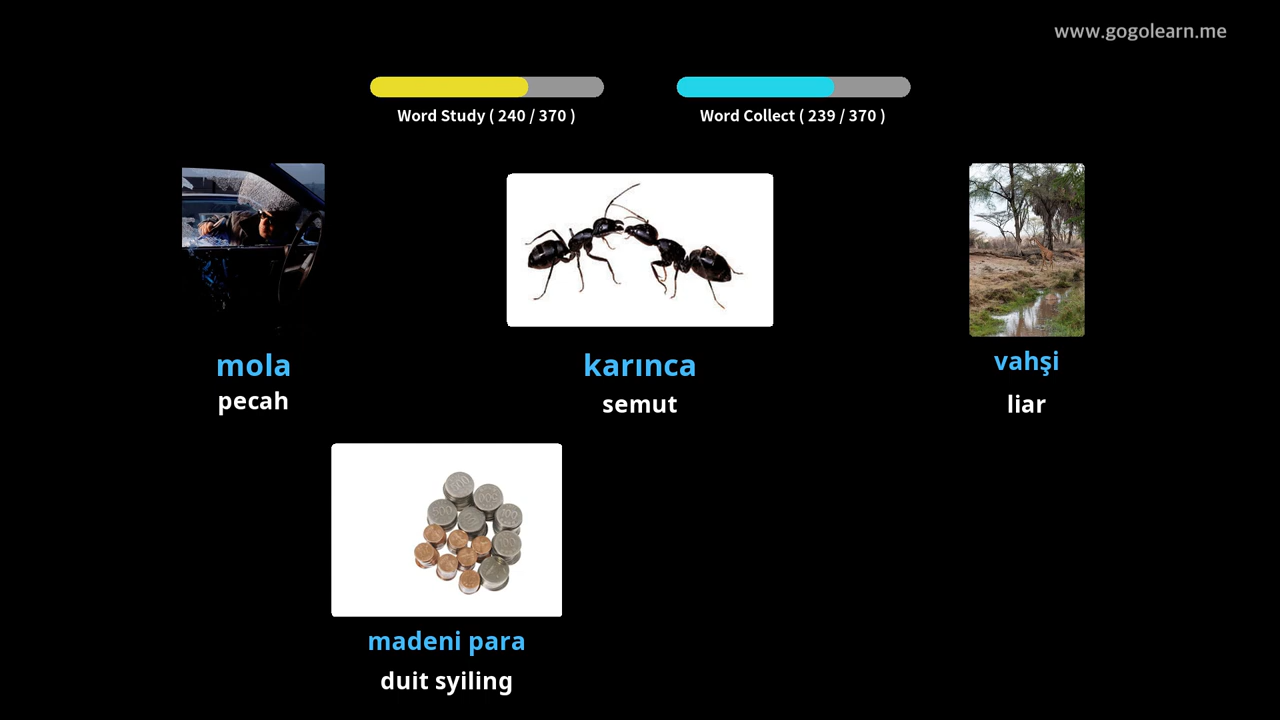 www.gogolearn.me
Word Study ( 240 / 370 )
Word Collect ( 239 / 370 )
mola
pecah
karınca
semut
vahşi
liar
madeni para
duit syiling